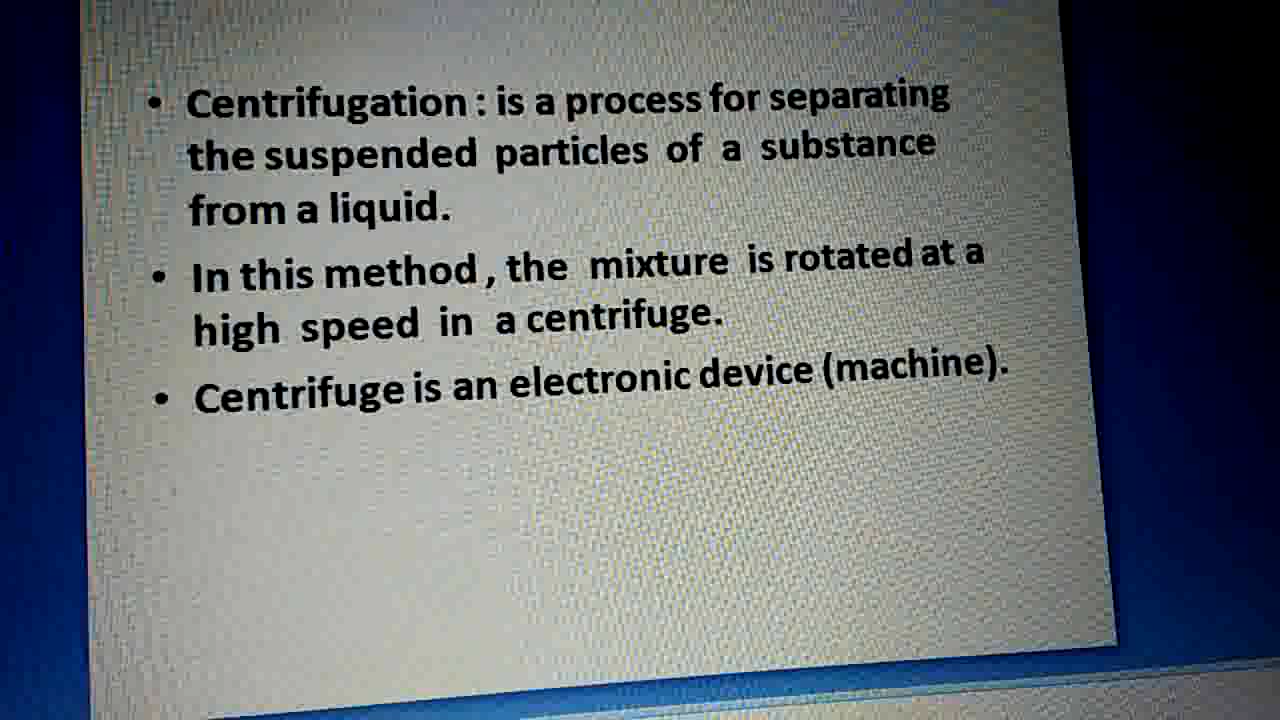 • Centrifugation : is a process for separating
the suspended particles of a substance
from a liquid.
• In this method , the mixture is rotated at a
high speed in a centrifuge.
• Centrifuge is an electronic device (machine).